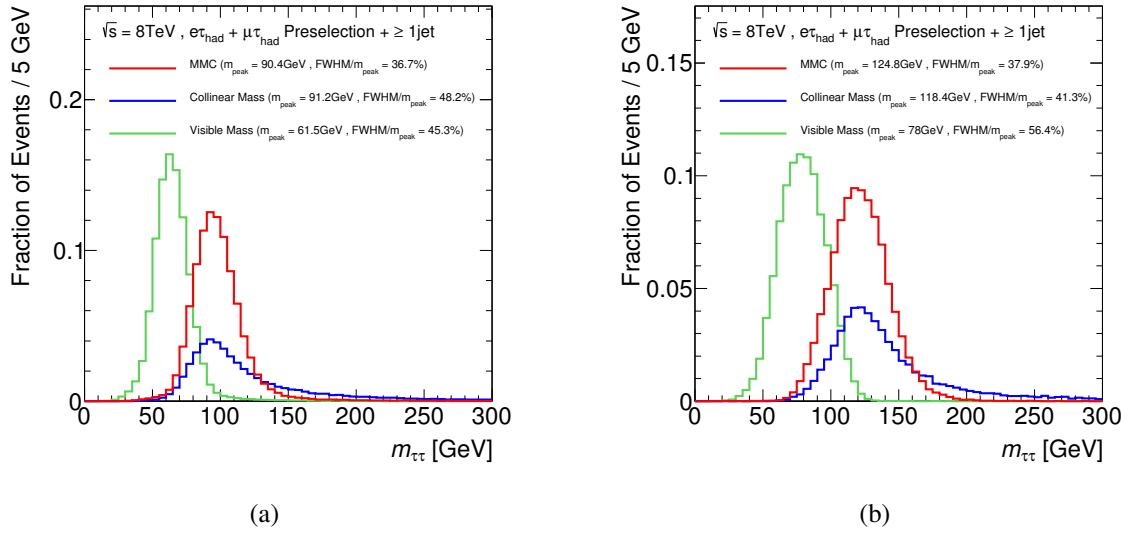 √s = 8TeV , eτhad + μτhad Preselection + ≥ 1jet
MMC (mpeak = 90.4GeV , FWHM/mpeak = 36.7%)
Collinear Mass (mpeak = 91.2GeV , FWHM/mpeak = 48.2%)
Visible Mass (mpeak = 61.5GeV , FWHM/mpeak = 45.3%)
Fraction of Events / 5 GeV
0.2
0.1
0
0 50 100 150 200 250 300
mττ [GeV]
(a)
√s = 8TeV , eτhad + μτhad Preselection + ≥ 1jet
MMC (mpeak = 124.8GeV , FWHM/mpeak = 37.9%)
Collinear Mass (mpeak = 118.4GeV , FWHM/mpeak = 41.3%)
Visible Mass (mpeak = 78GeV , FWHM/mpeak = 56.4%)
Fraction of Events / 5 GeV
0.15
0.1
0.05
0
0 50 100 150 200 250 300
mττ [GeV]
(b)